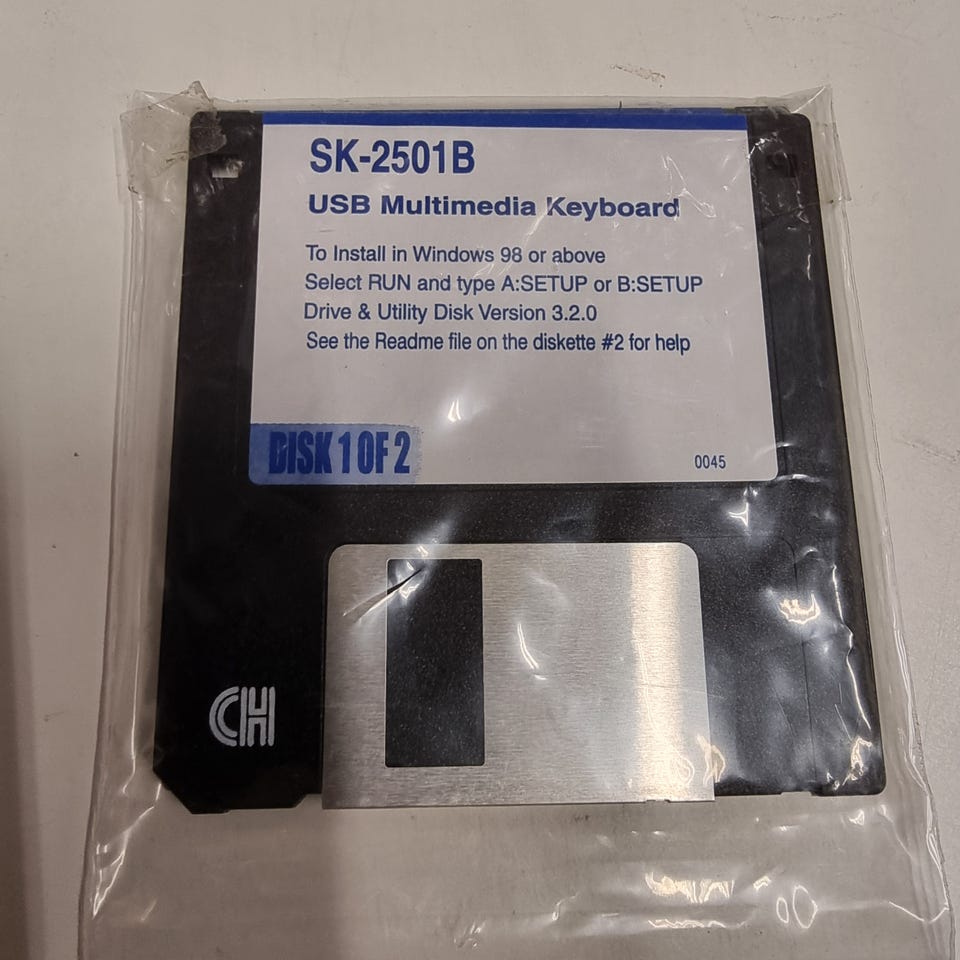 SK-2501B
USB Multimedia Keyboard
To Install in Windows 98 or above
Select RUN and type A:SETUP or B:SETUP
Drive & Utility Disk Version 3.2.0
See the Readme file on the diskette #2 for help
DISK 1 OF 2
0045
CH